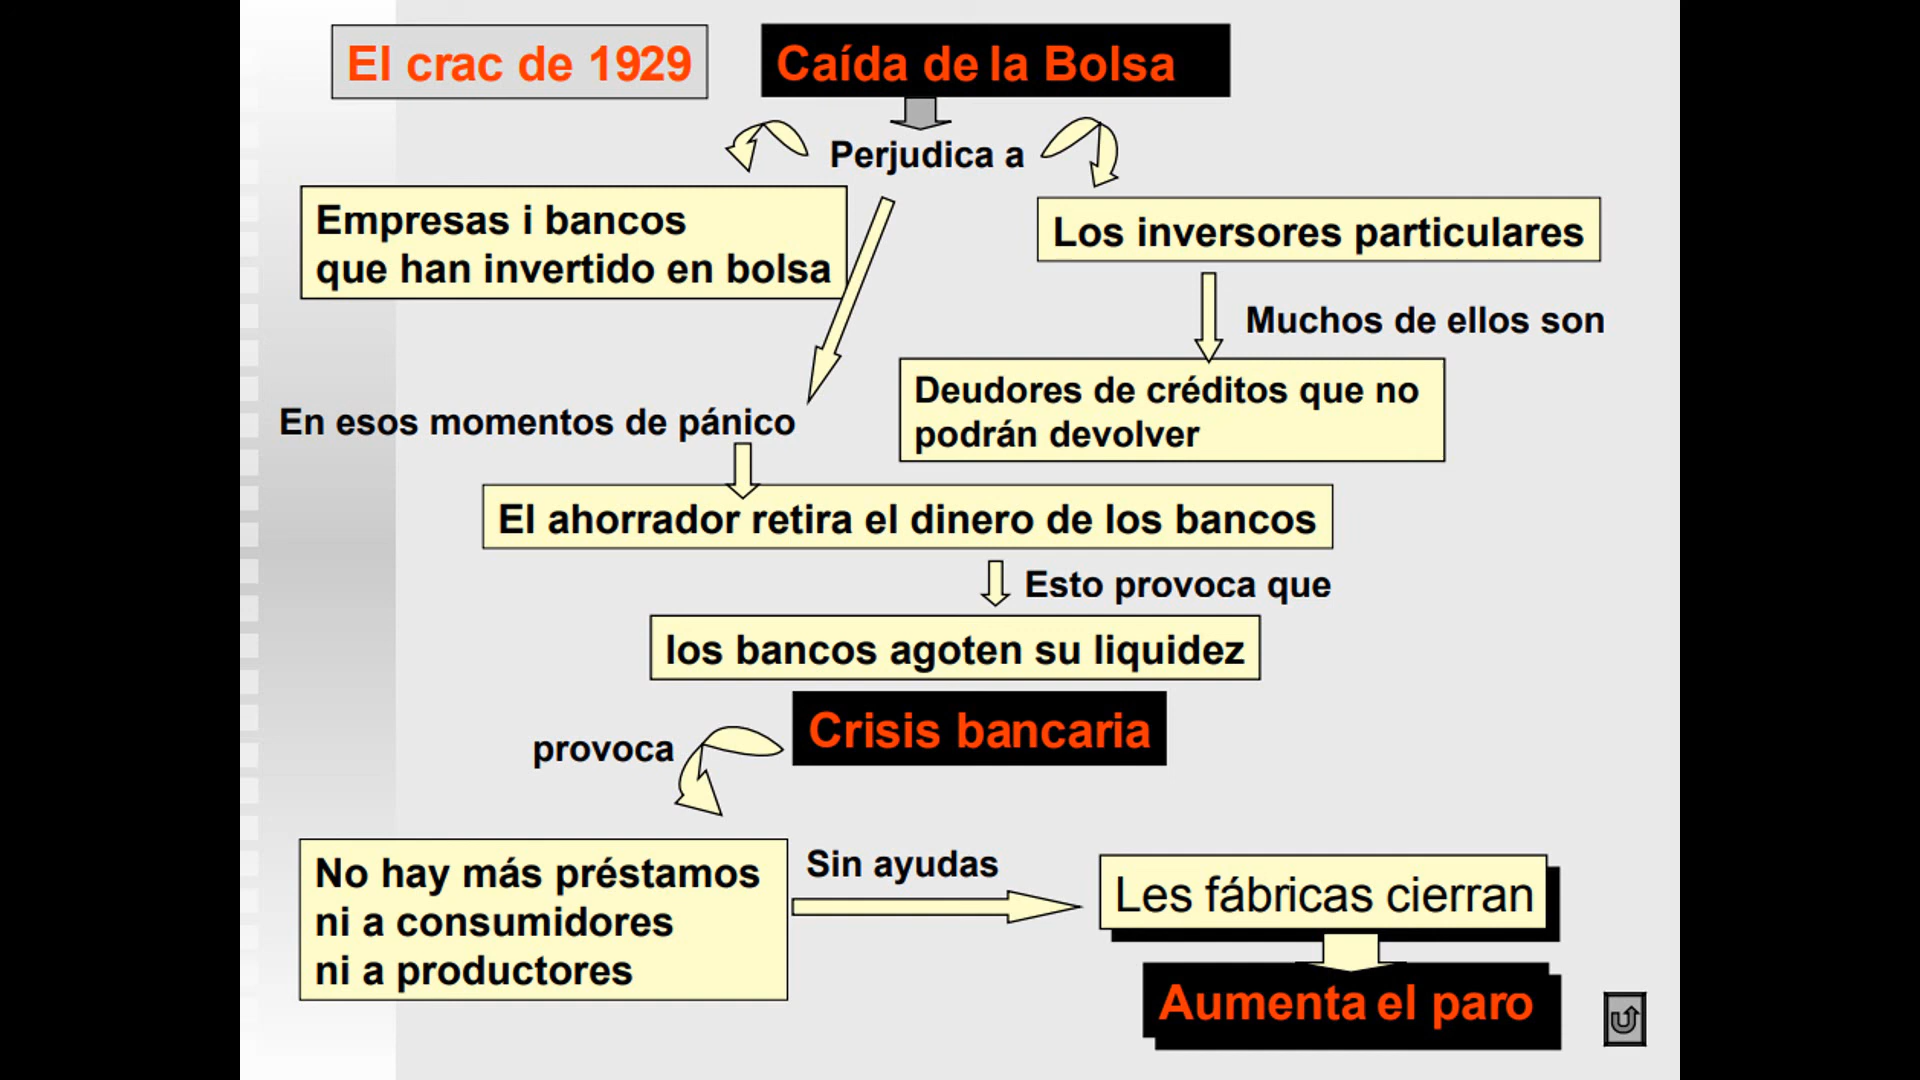 El crac de 1929
Caída de la Bolsa
Perjudica a
Empresas i bancos
que han invertido en bolsa
Los inversores particulares
Muchos de ellos son
Deudores de créditos que no
podrán devolver
En esos momentos de pánico
El ahorrador retira el dinero de los bancos
Esto provoca que
los bancos agoten su liquidez
Crisis bancaria
provoca
No hay más préstamos
ni a consumidores
ni a productores
Sin ayudas
Les fábricas cierran
Aumenta el paro